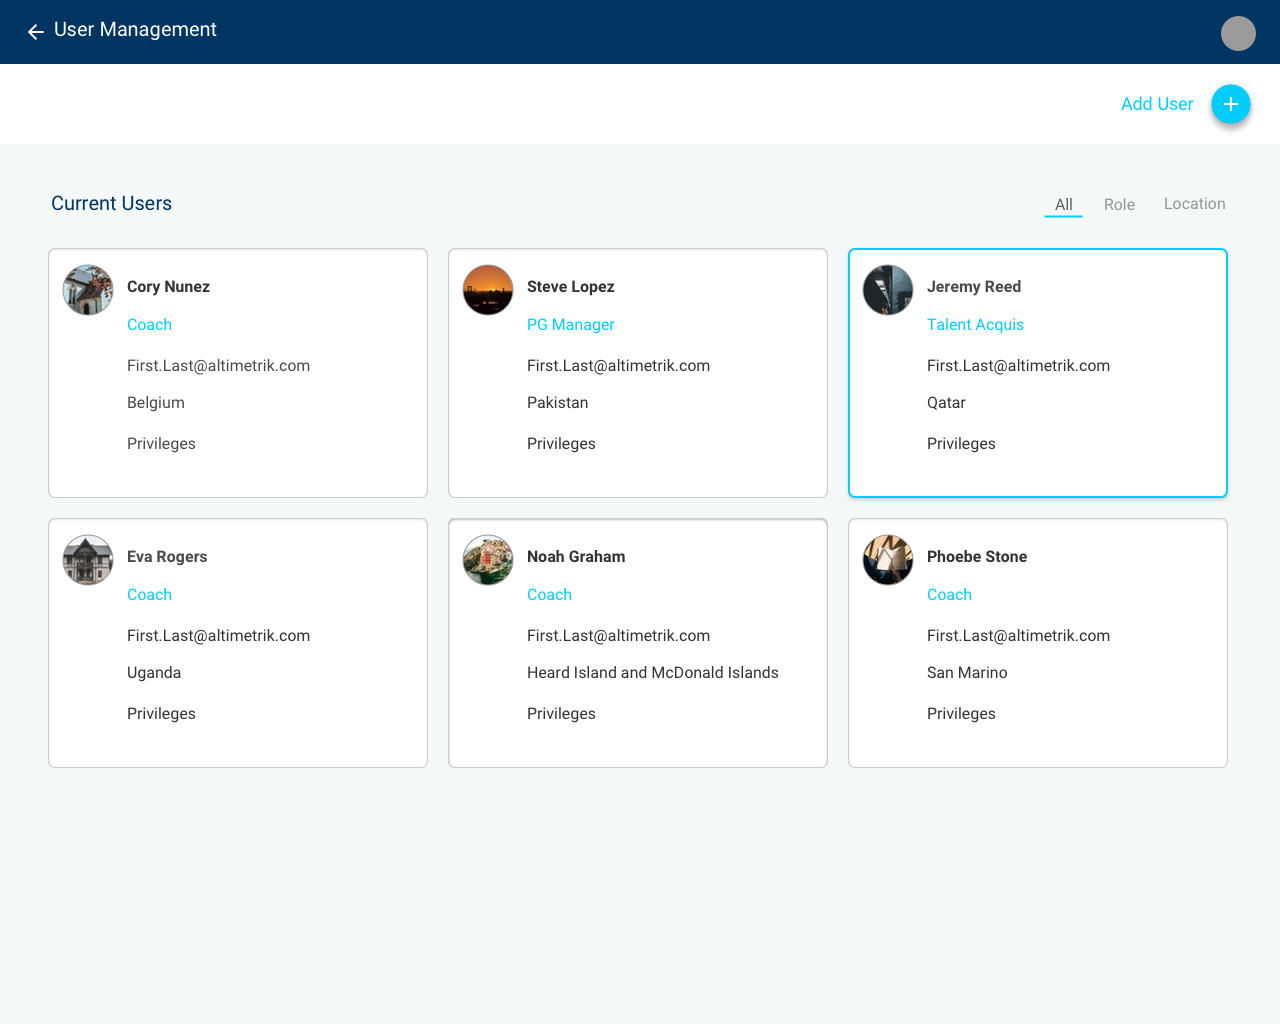 User Management
Add User
Current Users
All
Role
Location
Cory Nunez
Coach
First.Last@altimetrik.com
Belgium
Privileges
Steve Lopez
PG Manager
First.Last@altimetrik.com
Pakistan
Privileges
Jeremy Reed
Talent Acquis
First.Last@altimetrik.com
Qatar
Privileges
Eva Rogers
Coach
First.Last@altimetrik.com
Uganda
Privileges
Noah Graham
Coach
First.Last@altimetrik.com
Heard Island and McDonald Islands
Privileges
Phoebe Stone
Coach
First.Last@altimetrik.com
San Marino
Privileges